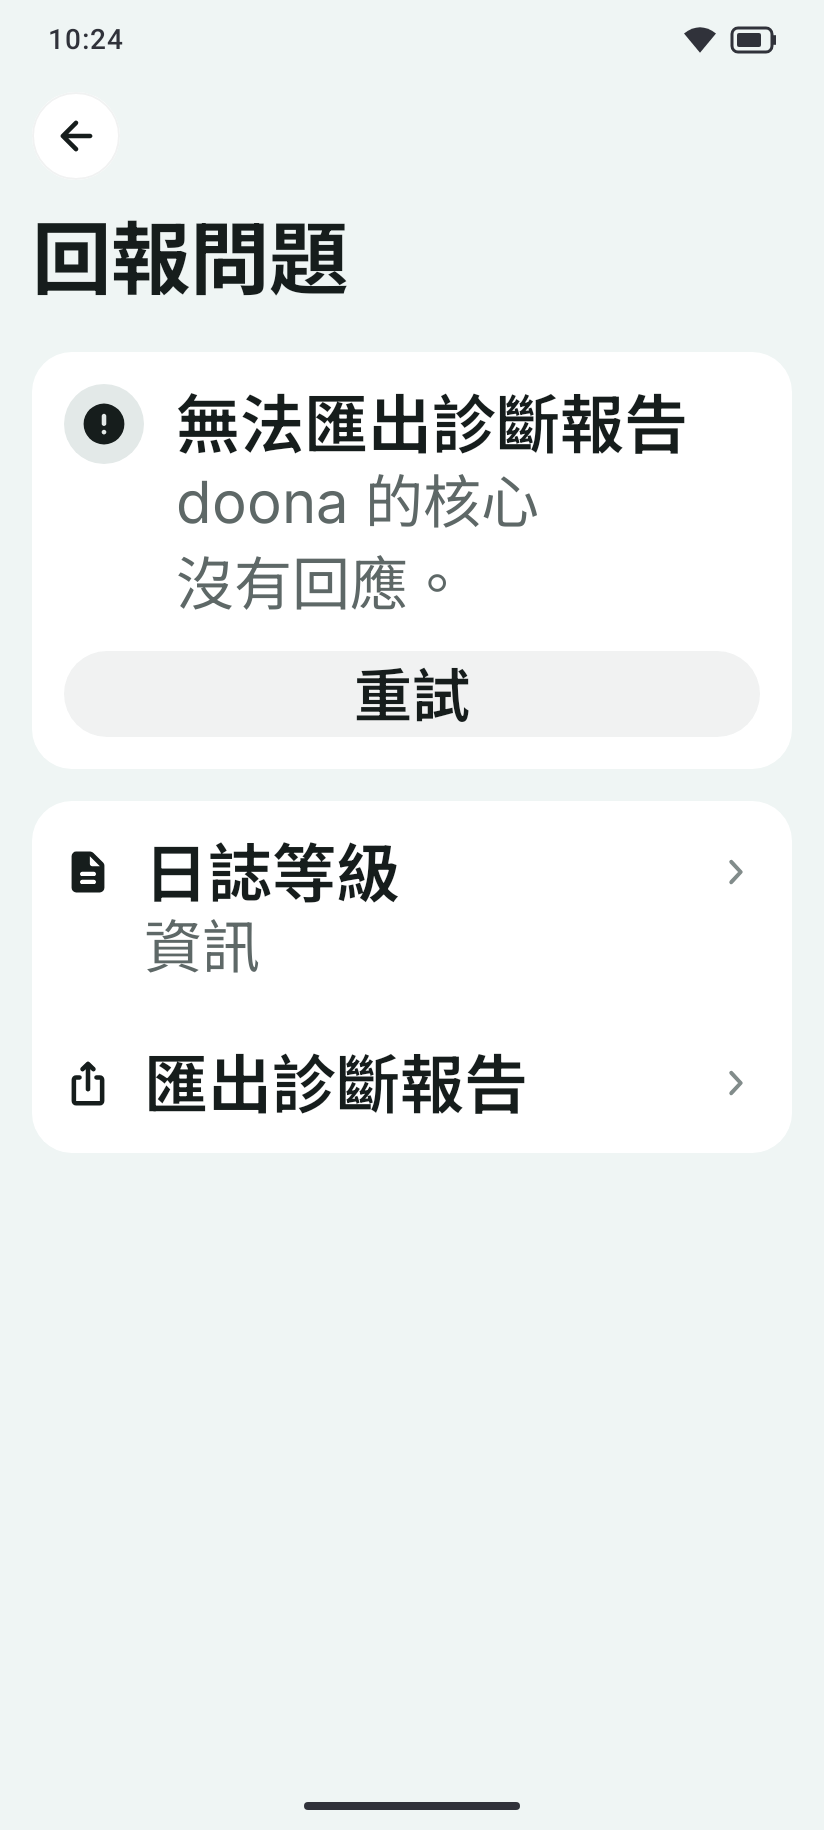 10:24
回報問題
無法匯出診斷報告
doona 的核心
沒有回應。
重試
日誌等級
資訊
匯出診斷報告